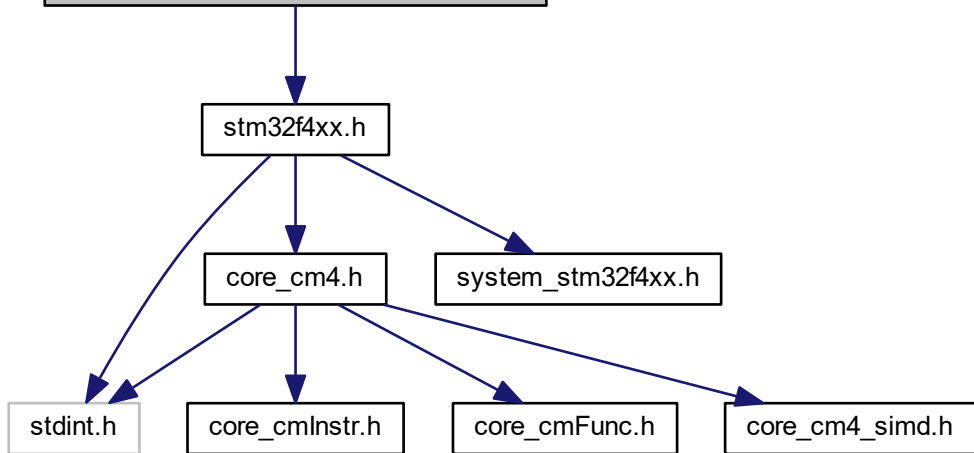 stm32f4xx.h
core_cm4.h
system_stm32f4xx.h
stdint.h
core_cmInstr.h
core_cmFunc.h
core_cm4_simd.h